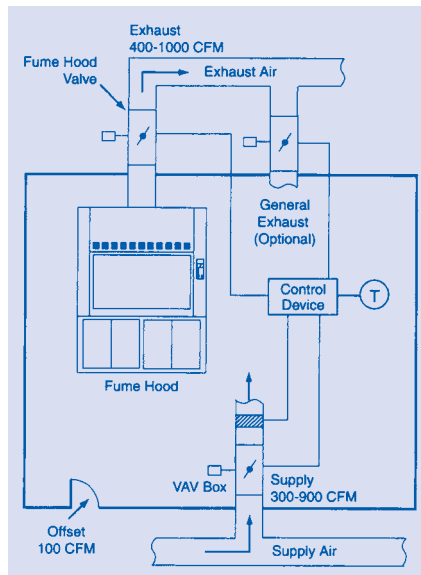 Exhaust
400-1000 CFM
Fume Hood
Valve
Exhaust Air
General
Exhaust
(Optional)
Control
Device
T
Fume Hood
VAV Box
Supply
300-900 CFM
Offset
100 CFM
Supply Air